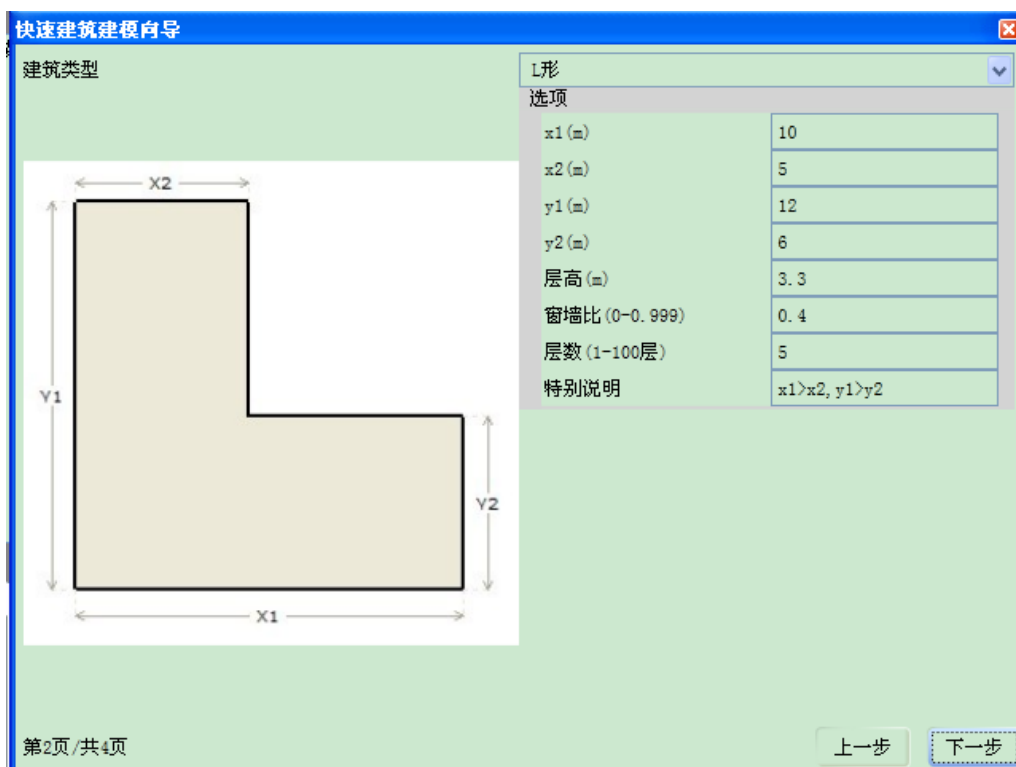 快速建筑建模向导
建筑类型
L形
选项
x1(m)
10
x2(m)
5
y1(m)
12
y2(m)
6
层高(m)
3.3
窗墙比(0-0.999)
0.4
层数(1-100层)
5
特别说明
x1>x2,y1>y2
X2
Y1
Y2
X1
第2页/共4页
上一步
下一步